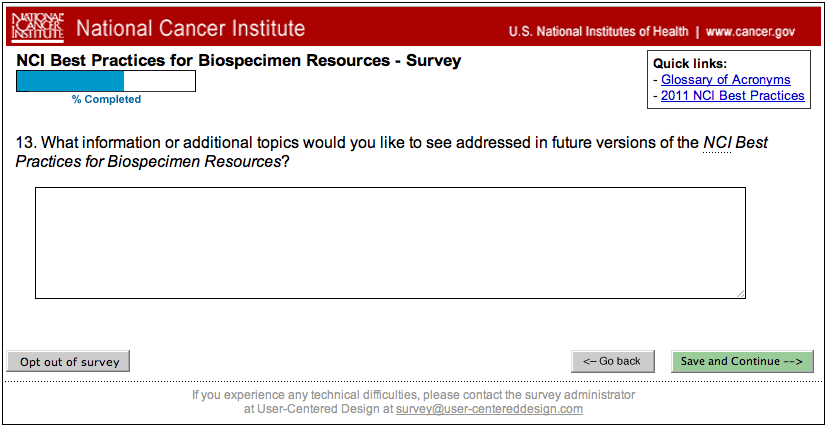 NATIONAL
CANCER
INSTITUTE
National Cancer Institute
U.S. National Institutes of Health | www.cancer.gov
NCI Best Practices for Biospecimen Resources - Survey
% Completed
Quick links:
- Glossary of Acronyms
- 2011 NCI Best Practices
13. What information or additional topics would you like to see addressed in future versions of the NCI Best
Practices for Biospecimen Resources?
Opt out of survey
<-- Go back
Save and Continue -->
If you experience any technical difficulties, please contact the survey administrator
at User-Centered Design at survey@user-centereddesign.com